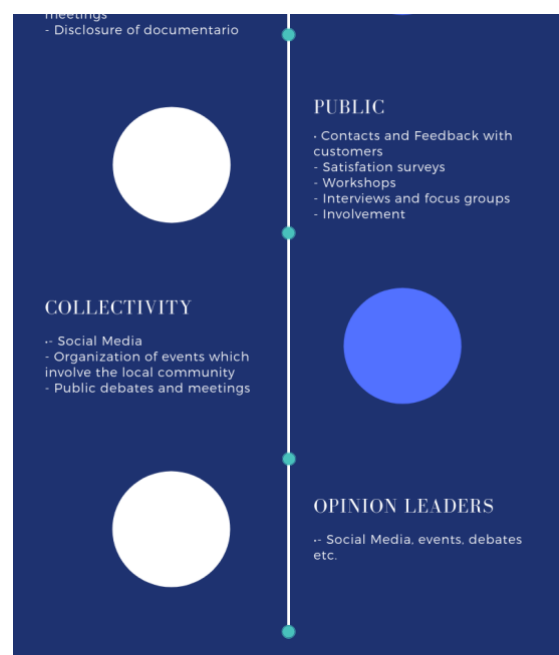 meetings
- Disclosure of documentario
PUBLIC
· Contacts and Feedback with
customers
- Satisfation surveys
- Workshops
- Interviews and focus groups
- Involvement
COLLECTIVITY
·- Social Media
- Organization of events which
involve the local community
- Public debates and meetings
OPINION LEADERS
·- Social Media, events, debates
etc.